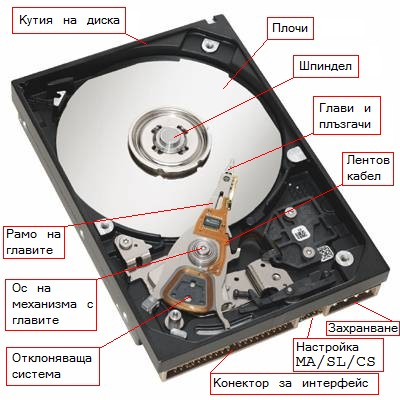 Кутия на диска
Плочи
Шпиндел
Глави и
плъзгачи
Лентов
кабел
Рамо на
главите
Ос на
механизма с
главите
Отклоняваща
система
Захранване
Настройка
MA/SL/CS
Конектор за интерфейс